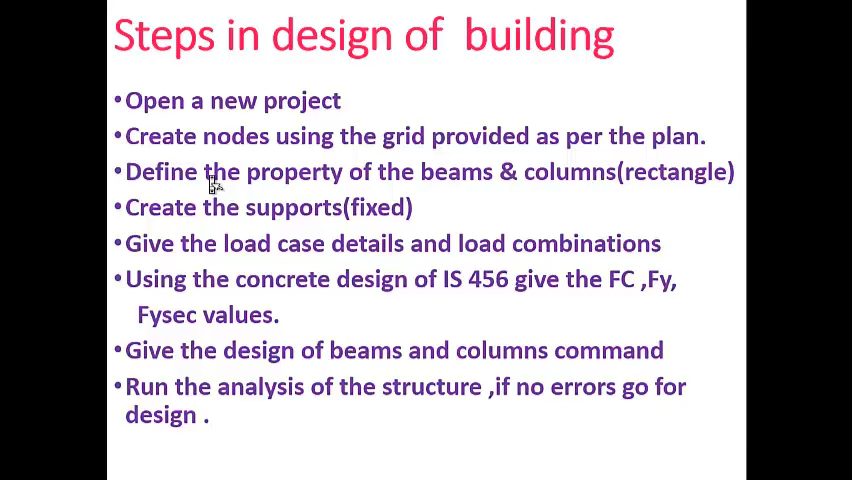 Steps in design of building
•Open a new project
•Create nodes using the grid provided as per the plan.
•Define the property of the beams & columns(rectangle)
•Create the supports(fixed)
•Give the load case details and load combinations
•Using the concrete design of IS 456 give the FC ,Fy,
Fysec values.
•Give the design of beams and columns command
•Run the analysis of the structure ,if no errors go for
design .